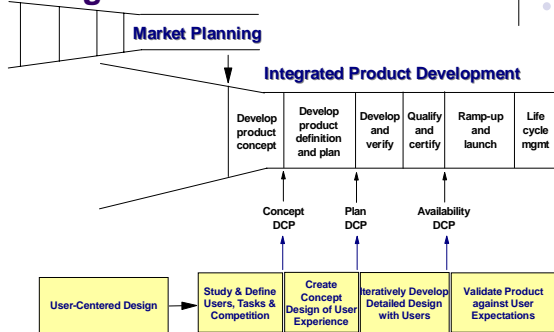 Market Planning
Integrated Product Development
Develop
product
concept
Develop
product
definition
and plan
Develop
and
verify
Qualify
and
certify
Ramp-up
and
launch
Life
cycle
mgmt
Concept
DCP
Plan
DCP
Availability
DCP
User-Centered Design
Study & Define
Users, Tasks &
Competition
Create
Concept
Design of User
Experience
Iteratively Develop
Detailed Design
with Users
Validate Product
against User
Expectations